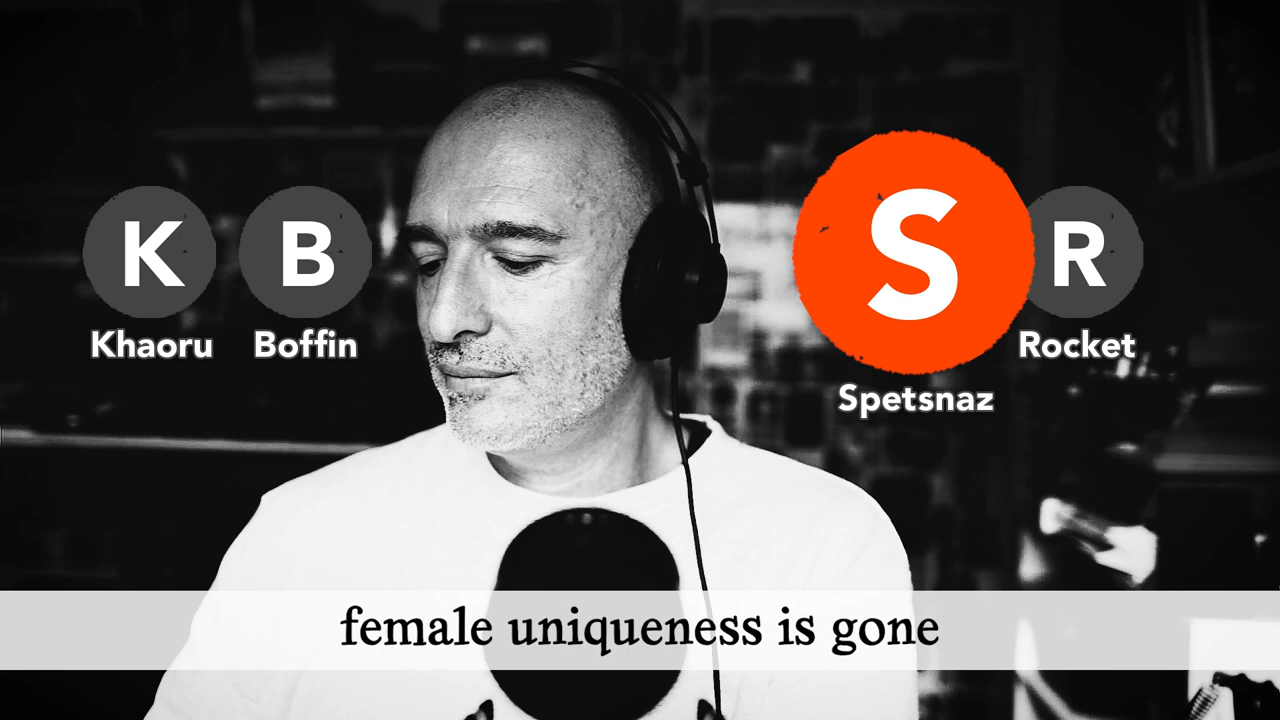 K
Khaoru
B
Boffin
S
Spetsnaz
R
Rocket
female uniqueness is gone